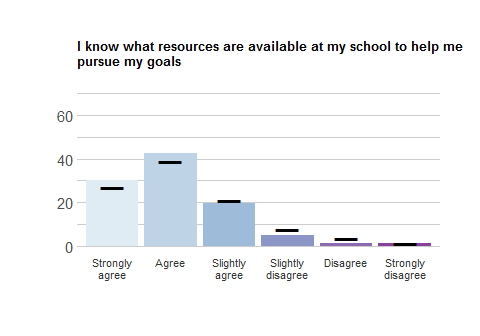 I know what resources are available at my school to help me
pursue my goals
60
40
20
0
Strongly
agree
Agree
Slightly
agree
Slightly
disagree
Disagree
Strongly
disagree